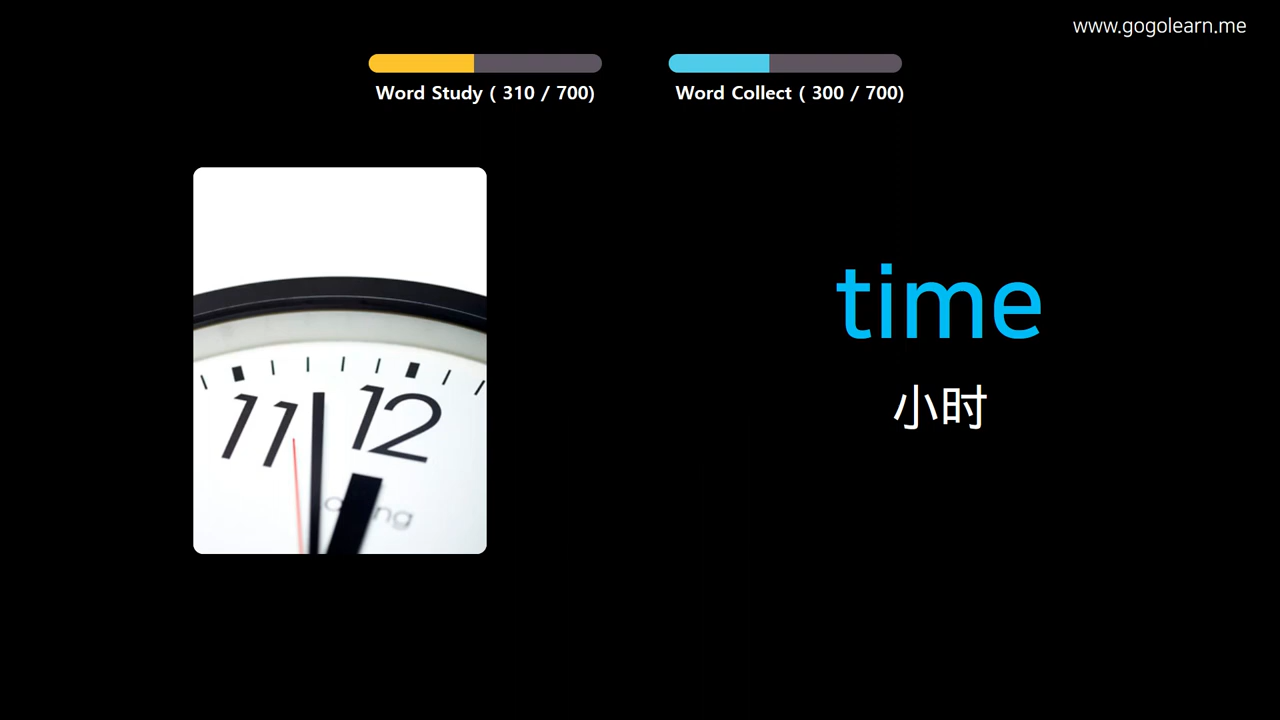 www.gogolearn.me
Word Study ( 310 / 700)
Word Collect ( 300 / 700)
11
12
time
小时